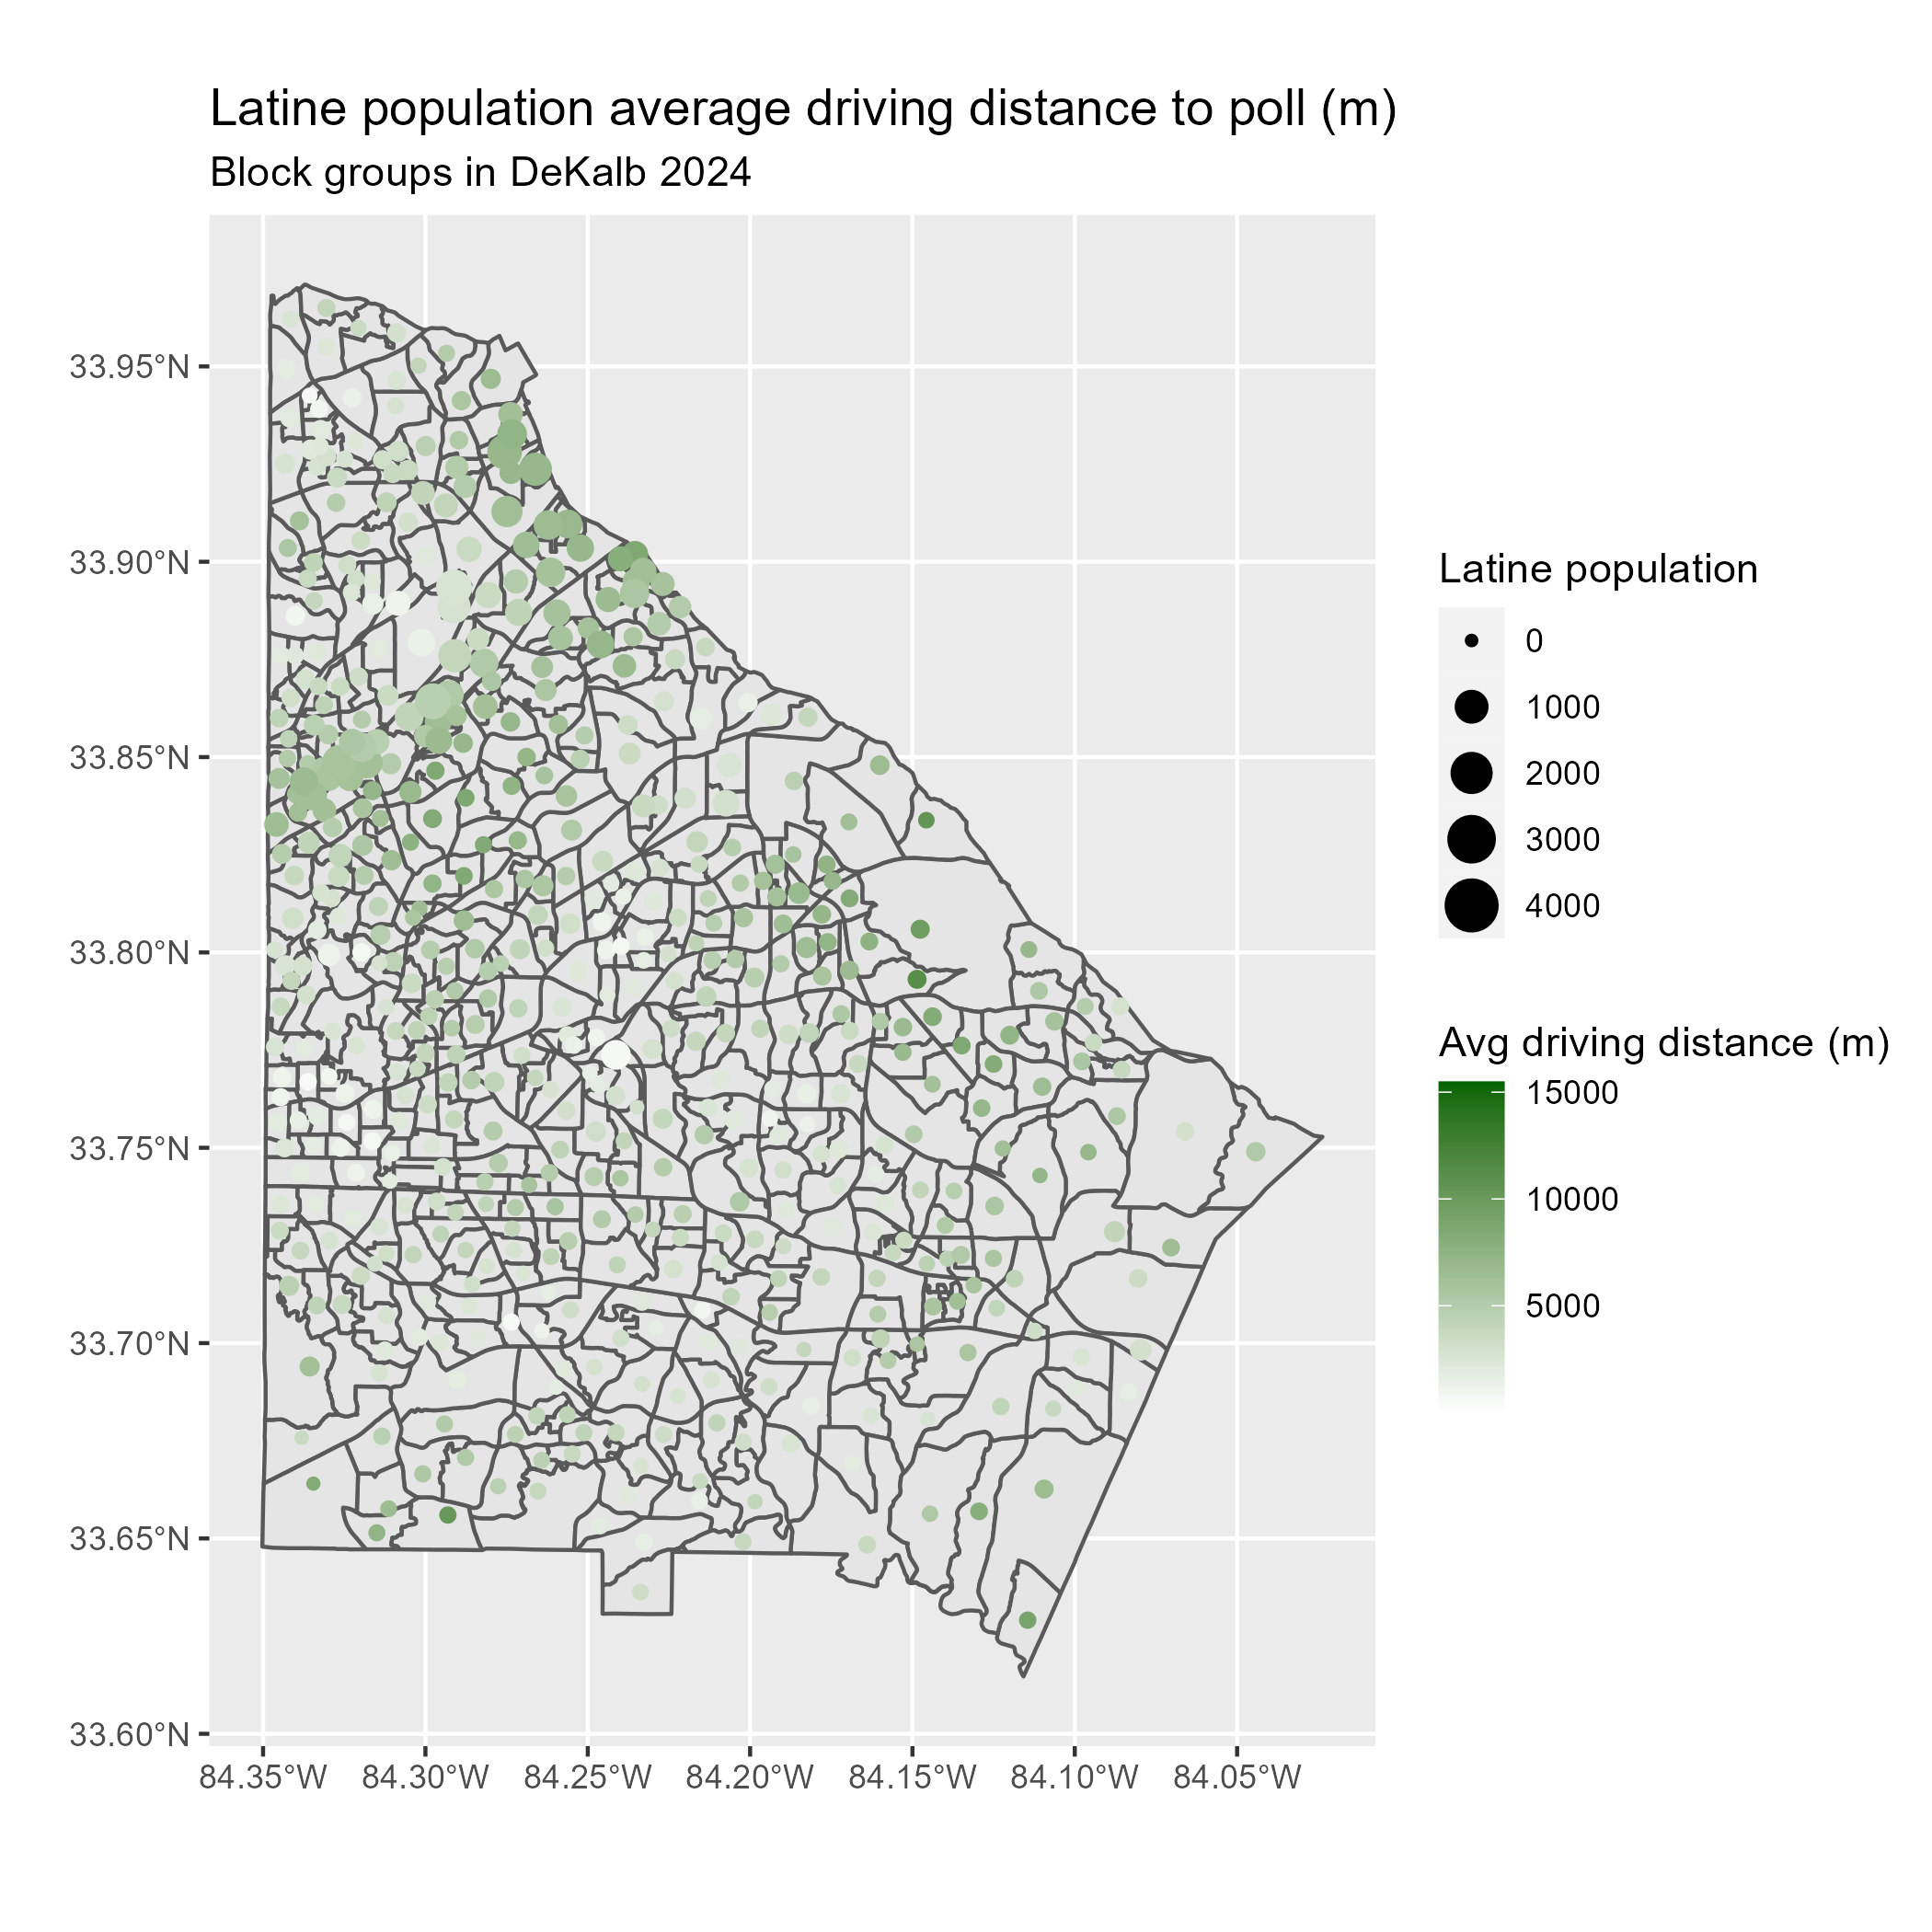 Latine population average driving distance to poll (m)
Block groups in DeKalb 2024
33.95°N
33.90°N
33.85°N
33.80°N
33.75°N
33.70°N
33.65°N
33.60°N
84.35°W 84.30°W 84.25°W 84.20°W 84.15°W 84.10°W 84.05°W
Latine population
0
1000
2000
3000
4000
Avg driving distance (m)
15000
10000
5000